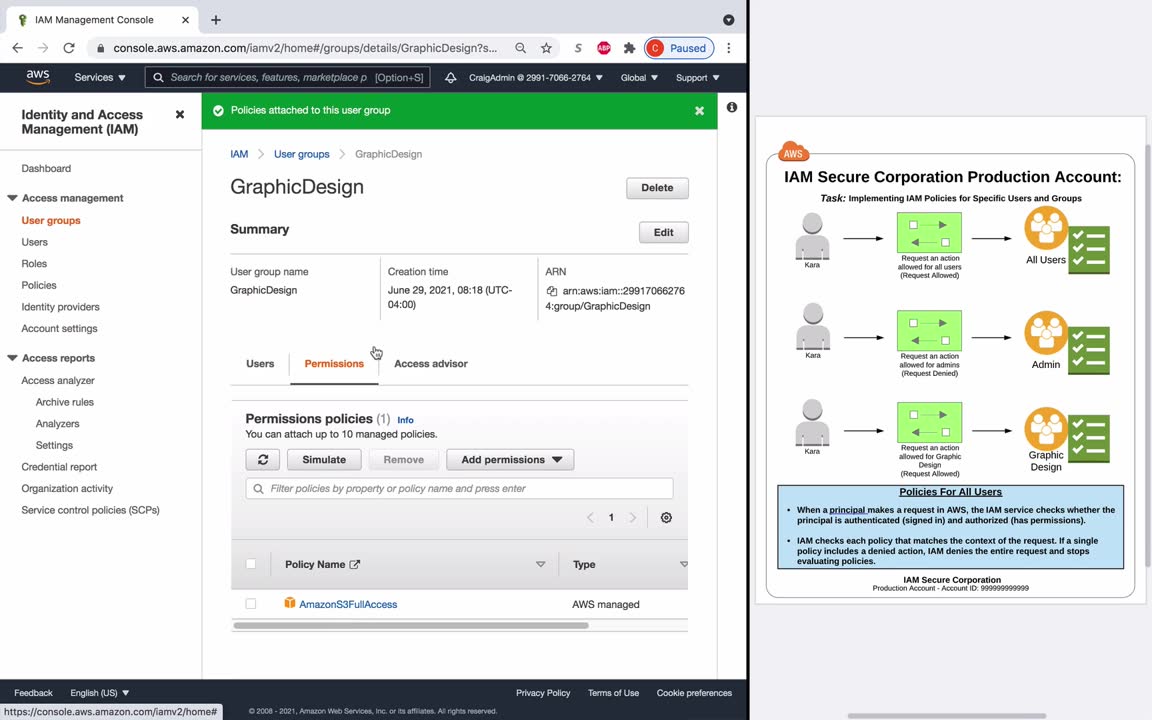 IAM Management Console
console.aws.amazon.com/iamv2/home#/groups/details/GraphicDesign?s...
S
ABP
C
Paused
aws
Services
Search for services, features, marketplace p
[Option+S]
CraigAdmin @ 2991-7066-2764
Global
Support
Identity and Access
Management (IAM)
Dashboard
Access management
User groups
Users
Roles
Policies
Identity providers
Account settings
Access reports
Access analyzer
Archive rules
Analyzers
Settings
Credential report
Organization activity
Service control policies (SCPs)
Policies attached to this user group
IAM
User groups
GraphicDesign
GraphicDesign
Delete
Summary
Edit
User group name
GraphicDesign
Creation time
June 29, 2021, 08:18 (UTC-
04:00)
ARN
arn:aws:iam::29917066276
4:group/GraphicDesign
Users
Permissions
Access advisor
Permissions policies (1) Info
You can attach up to 10 managed policies.
Simulate
Remove
Add permissions
Filter policies by property or policy name and press enter
1
Policy Name
Type
AmazonS3FullAccess
AWS managed
Feedback
English (US)
Privacy Policy
Terms of Use
Cookie preferences
https://console.aws.amazon.com/iamv2/home#
© 2008 - 2021, Amazon Web Services, Inc. or its affiliates. All rights reserved.
AWS
IAM Secure Corporation Production Account:
Task: Implementing IAM Policies for Specific Users and Groups
Kara
Request an action
allowed for all users
(Request Allowed)
All Users
Kara
Request an action
allowed for admins
(Request Denied)
Admin
Kara
Request an action
allowed for Graphic
Design
(Request Allowed)
Graphic
Design
Policies For All Users
• When a principal makes a request in AWS, the IAM service checks whether the
principal is authenticated (signed in) and authorized (has permissions).
• IAM checks each policy that matches the context of the request. If a single
policy includes a denied action, IAM denies the entire request and stops
evaluating policies.
IAM Secure Corporation
Production Account - Account ID: 999999999999